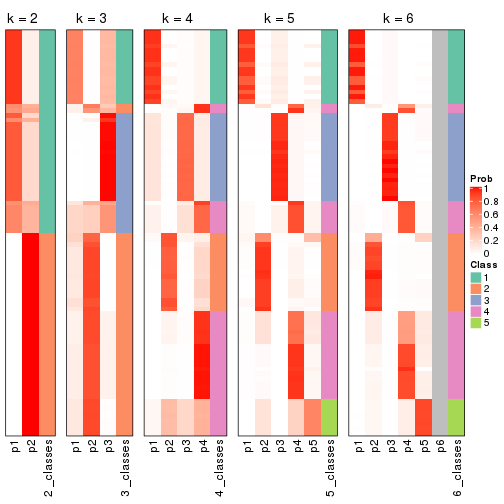 k = 2 k = 3 k = 4 k = 5 k = 6
Prob
1
0.8
0.6
0.4
0.2
0
Class
1
2
3
4
5
p1 p2 2_classes p1 p2 p3 3_classes p1 p2 p3 p4 4_classes p1 p2 p3 p4 p5 5_classes p1 p2 p3 p4 p5 p6 6_classes